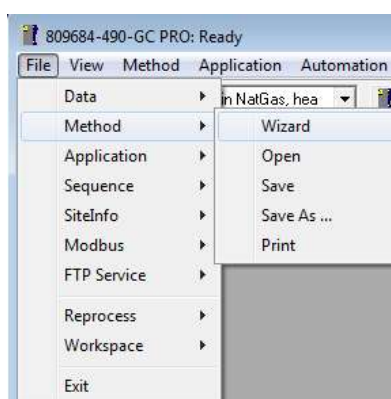 809684-490-GC PRO: Ready
File View Method Application Automation
Data
in NatGas, hea
Method
Application
Sequence
SiteInfo
Modbus
FTP Service
Reprocess
Workspace
Exit
Wizard
Open
Save
Save As ...
Print